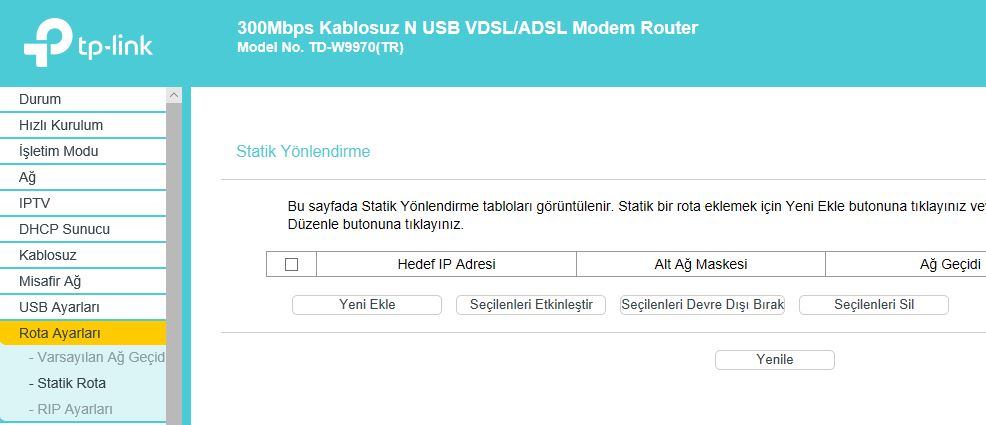 tp-link
300Mbps Kablosuz N USB VDSL/ADSL Modem Router
Model No. TD-W9970(TR)
Durum
Hızlı Kurulum
İşletim Modu
Ağ
IPTV
DHCP Sunucu
Kablosuz
Misafir Ağ
USB Ayarları
Rota Ayarları
- Varsayılan Ağ Geçid
- Statik Rota
- RIP Ayarları
Statik Yönlendirme
Bu sayfada Statik Yönlendirme tabloları görüntülenir. Statik bir rota eklemek için Yeni Ekle butonuna tıklayınız vey
Düzenle butonuna tıklayınız.
Hedef IP Adresi Alt Ağ Maskesi Ağ Geçidi
Yeni Ekle Seçilenleri Etkinleştir Seçilenleri Devre Dışı Bırak Seçilenleri Sil
Yenile